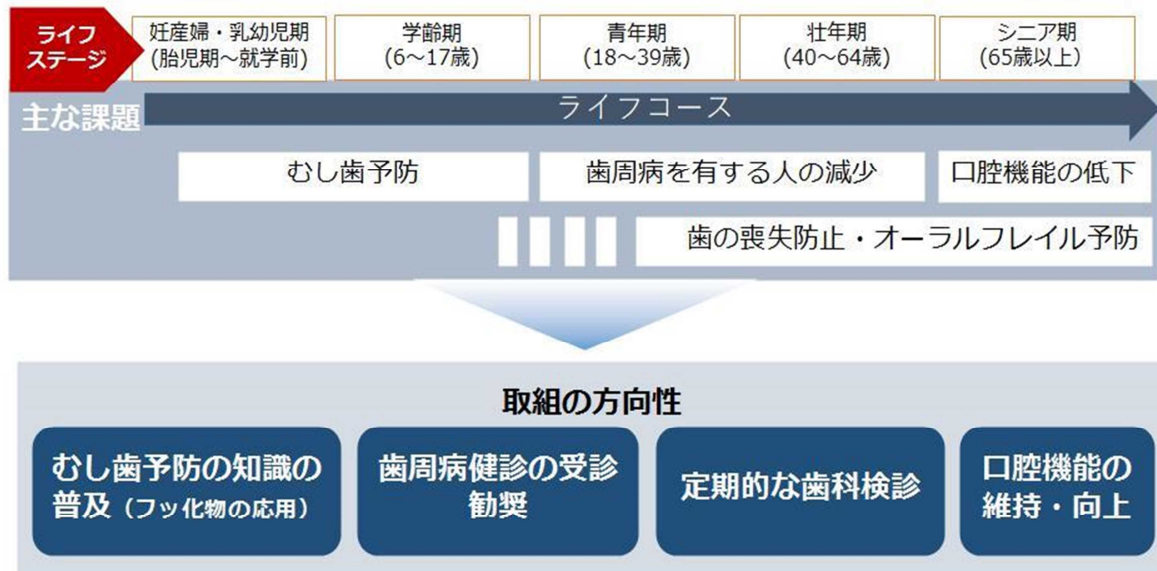 ライフ
ステージ
妊産婦・乳幼児期
(胎児期～就学前)
学齢期
(6～17歳)
青年期
(18～39歳)
壮年期
(40～64歳)
シニア期
(65歳以上)
主な課題
ライフコース
むし歯予防
歯周病を有する人の減少
口腔機能の低下
歯の喪失防止・オーラルフレイル予防
取組の方向性
むし歯予防の知識の
普及（フッ化物の応用）
歯周病健診の受診
勧奨
定期的な歯科検診
口腔機能の
維持・向上